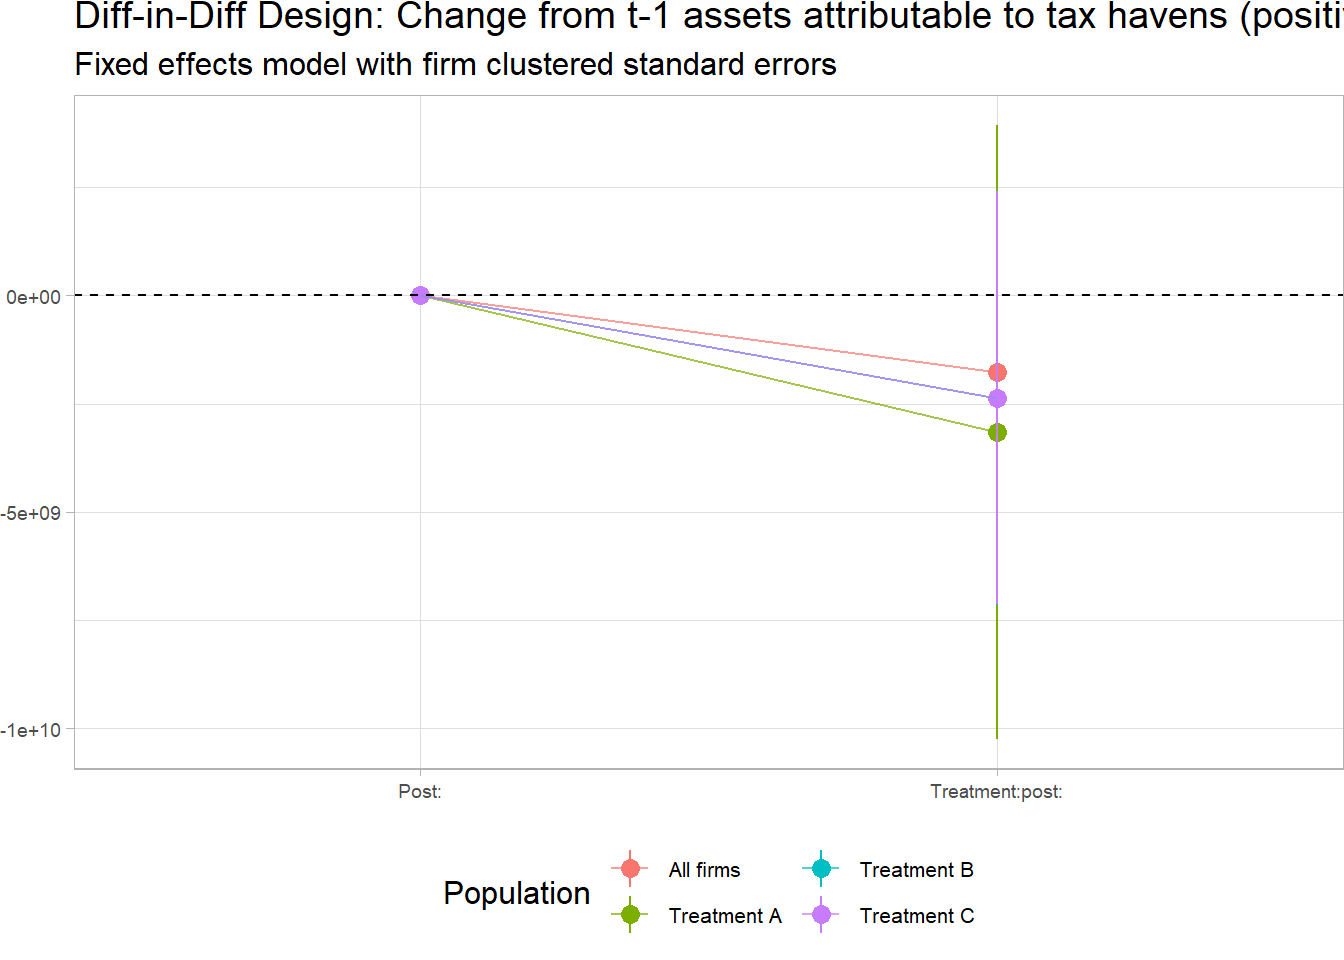 Diff-in-Diff Design: Change from t-1 assets attributable to tax havens
Fixed effects model with firm clustered standard errors
0e+00
-5e+09
-1e+10
Post:
Treatment:post:
Population
All firms
Treatment B
Treatment A
Treatment C